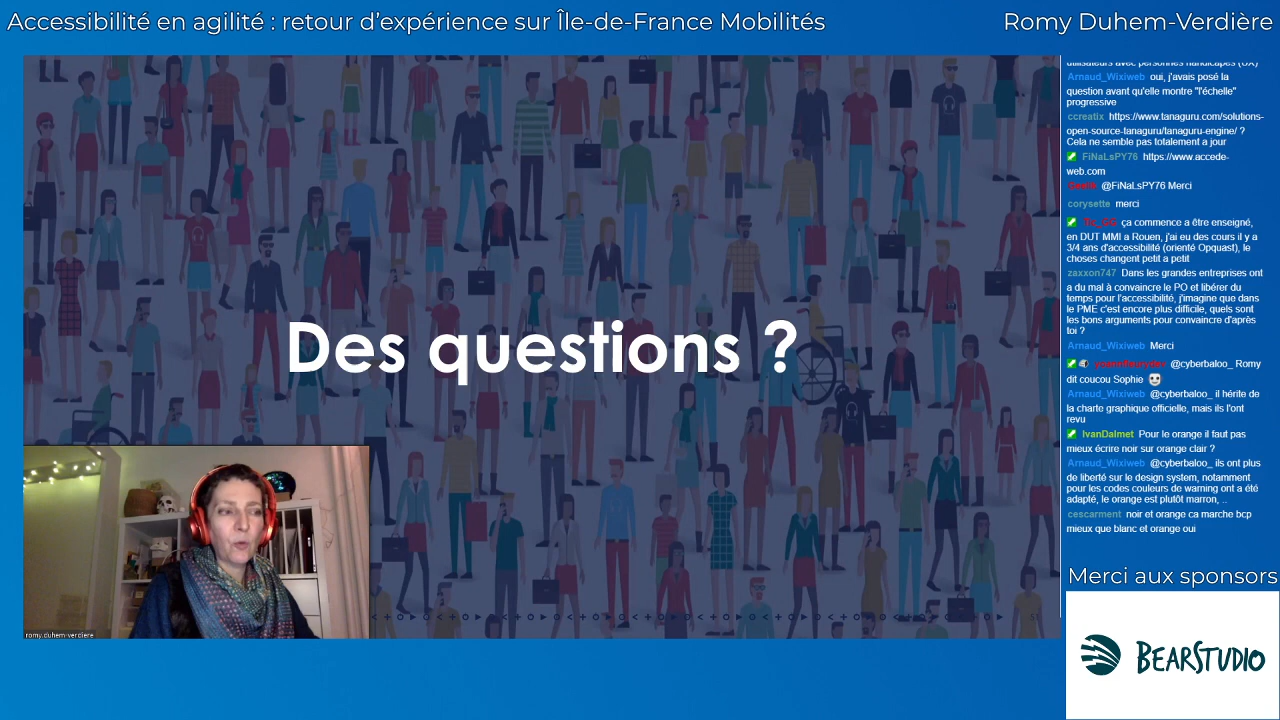 Accessibilité en agilité : retour d'expérience sur Île-de-France Mobilités
Romy Duhem-Verdière
Des questions ?
romy.duhem-verdiere
utilisateurs avec personnes handicapés (UX)
Arnaud_Wixiweb oui, j'avais posé la
question avant qu'elle montre "l'échelle"
progressive
ccreatix https://www.tanaguru.com/solutions-
open-source-tanaguru/tanaguru-engine/ ?
Cela ne semble pas totalement a jour
FiNaLsPY76 https://www.accede-
web.com
@FiNaLsPY76 Merci
corysette merci
ça commence a être enseigné,
en DUT MMI a Rouen, j'ai eu des cours il y a
3/4 ans d'accessibilité (orienté Opquast), le
choses changent petit a petit
zaxxon747 Dans les grandes entreprises ont
a du mal à convaincre le PO et libérer du
temps pour l'accessibilité, j'imagine que dans
le PME c'est encore plus difficile, quels sont
les bons arguments pour convaincre d'après
toi ?
Arnaud_Wixiweb Merci
@cyberbaloo_ Romy
dit coucou Sophie
Arnaud_Wixiweb @cyberbaloo_ il hérite de
la charte graphique officielle, mais ils l'ont
revu
IvanDalmet Pour le orange il faut pas
mieux écrire noir sur orange clair ?
Arnaud_Wixiweb @cyberbaloo_ ils ont plus
de liberté sur le design system, notamment
pour les codes couleurs de warning ont a été
adapté, le orange est plutôt marron, ..
cescarment noir et orange ca marche bcp
mieux que blanc et orange oui
Merci aux sponsors
BEARSTUDIO